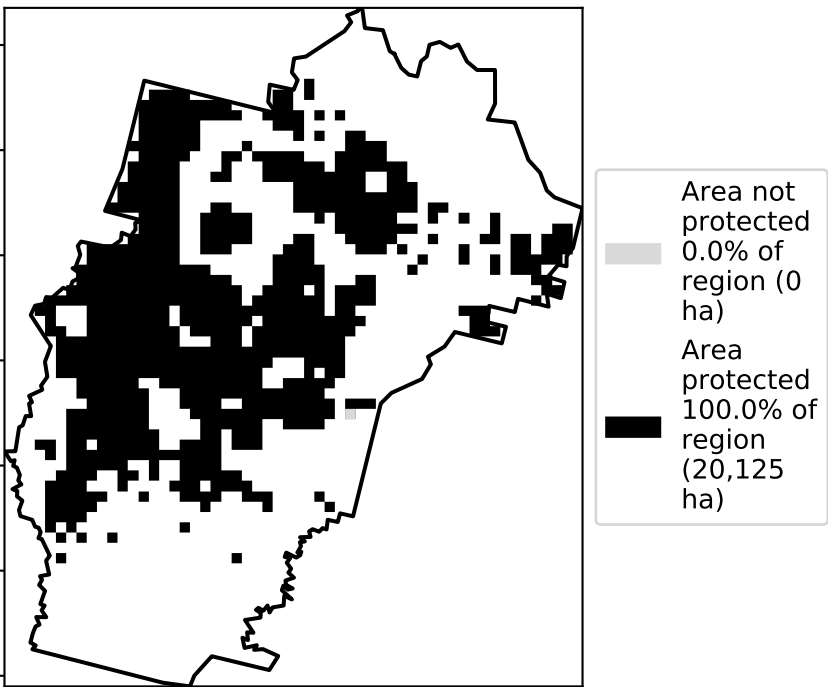 Area not
protected
0.0% of
region (0
ha)
Area
protected
100.0% of
region
(20,125
ha)